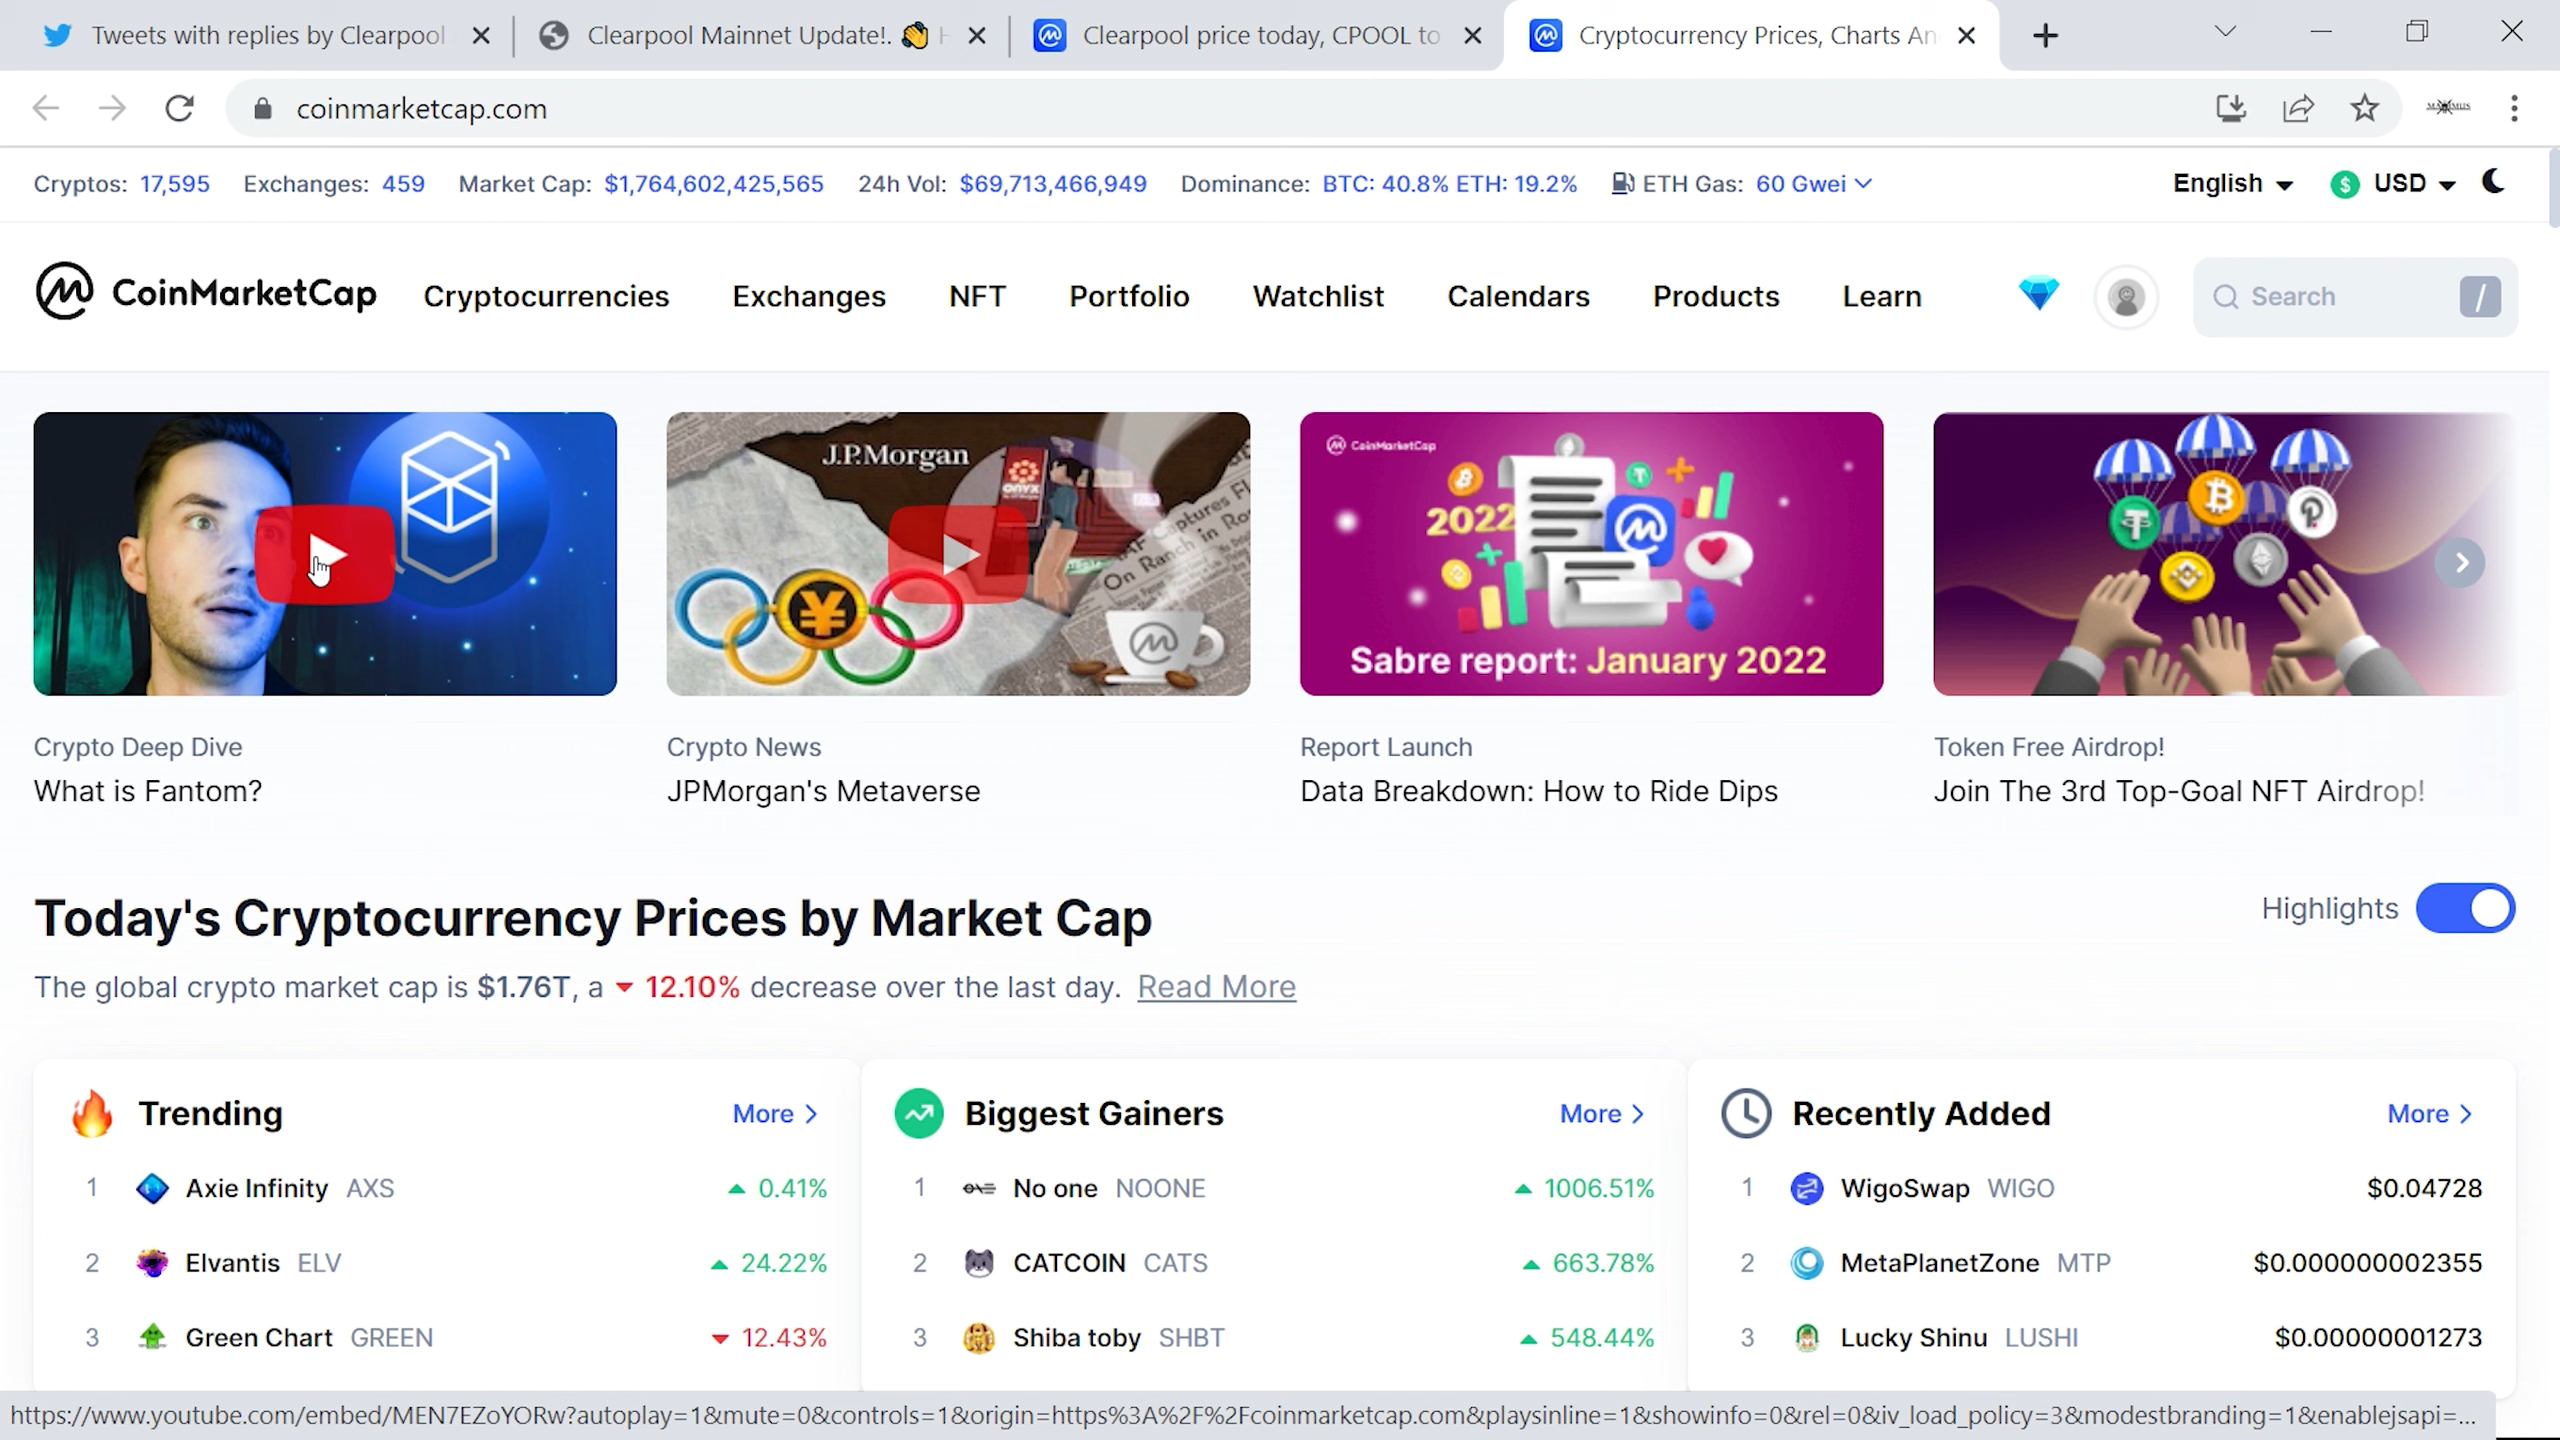 Tweets with replies by Clearpool
Clearpool Mainnet Update!. 👏 H
Clearpool price today, CPOOL to
Cryptocurrency Prices, Charts An
coinmarketcap.com
Cryptos: 17,595 Exchanges: 459 Market Cap: $1,764,602,425,565 24h Vol: $69,713,466,949 Dominance: BTC: 40.8% ETH: 19.2% ETH Gas: 60 Gwei English USD
CoinMarketCap Cryptocurrencies Exchanges NFT Portfolio Watchlist Calendars Products Learn Search /
J.P.Morgan
ONYX
ptures Fl
On Ranch in Ro
CoinMarketCap
2022
Sabre report: January 2022
Crypto Deep Dive
What is Fantom?
Crypto News
JPMorgan's Metaverse
Report Launch
Data Breakdown: How to Ride Dips
Token Free Airdrop!
Join The 3rd Top-Goal NFT Airdrop!
Today's Cryptocurrency Prices by Market Cap
Highlights
The global crypto market cap is $1.76T, a ▼ 12.10% decrease over the last day. Read More
Trending More >
1 Axie Infinity AXS ▲ 0.41%
2 Elvantis ELV ▲ 24.22%
3 Green Chart GREEN ▼ 12.43%
Biggest Gainers More >
1 No one NOONE ▲ 1006.51%
2 CATCOIN CATS ▲ 663.78%
3 Shiba toby SHBT ▲ 548.44%
Recently Added More >
1 WigoSwap WIGO $0.04728
2 MetaPlanetZone MTP $0.000000002355
3 Lucky Shinu LUSHI $0.00000001273
https://www.youtube.com/embed/MEN7EZoYORw?autoplay=1&mute=0&controls=1&origin=https%3A%2F%2Fcoinmarketcap.com&playsinline=1&showinfo=0&rel=0&iv_load_policy=3&modestbranding=1&enablejsapi=...